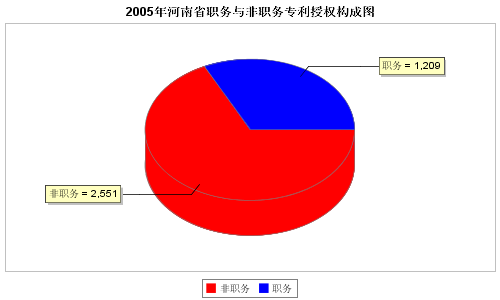 2005年河南省职务与非职务专利授权构成图
职务 = 1,209
非职务 = 2,551
非职务 职务